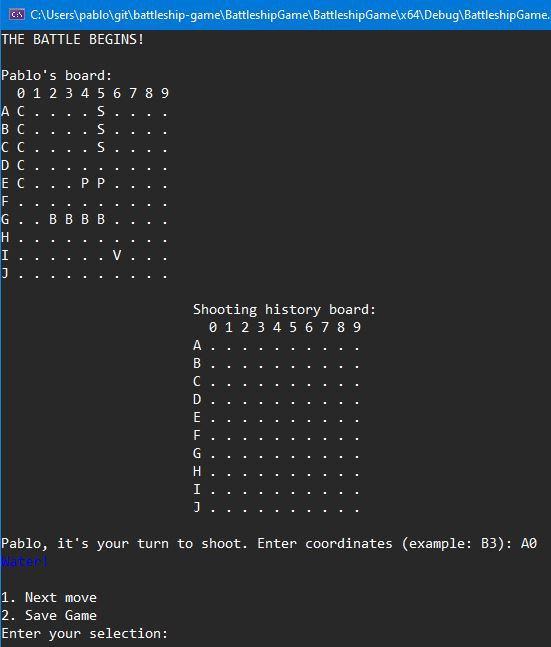 C:\Users\pablo\git\battleship-game\BattleshipGame\BattleshipGame\x64\Debug\BattleshipGame.
THE BATTLE BEGINS!
Pablo's board:
  0 1 2 3 4 5 6 7 8 9
A C . . . . S . . . .
B C . . . . S . . . .
C C . . . . S . . . .
D C . . . . . . . . .
E C . . . P P . . . .
F . . . . . . . . . .
G . . B B B B . . . .
H . . . . . . . . . .
I . . . . . . V . . .
J . . . . . . . . . .
Shooting history board:
  0 1 2 3 4 5 6 7 8 9
A . . . . . . . . . .
B . . . . . . . . . .
C . . . . . . . . . .
D . . . . . . . . . .
E . . . . . . . . . .
F . . . . . . . . . .
G . . . . . . . . . .
H . . . . . . . . . .
I . . . . . . . . . .
J . . . . . . . . . .
Pablo, it's your turn to shoot. Enter coordinates (example: B3): A0
Water!
1. Next move
2. Save Game
Enter your selection: